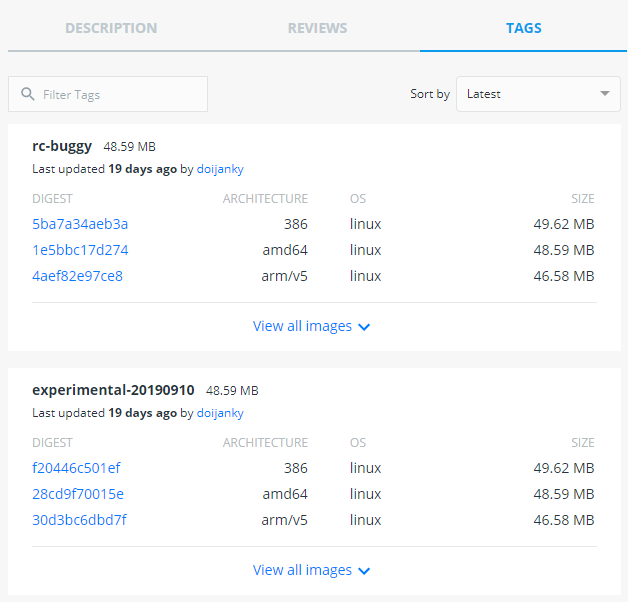 DESCRIPTION REVIEWS TAGS
Filter Tags Sort by Latest
rc-buggy 48.59 MB
Last updated 19 days ago by doijanky
DIGEST ARCHITECTURE OS SIZE
5ba7a34aeb3a 386 linux 49.62 MB
1e5bbc17d274 amd64 linux 48.59 MB
4aef82e97ce8 arm/v5 linux 46.58 MB
View all images
experimental-20190910 48.59 MB
Last updated 19 days ago by doijanky
DIGEST ARCHITECTURE OS SIZE
f20446c501ef 386 linux 49.62 MB
28cd9f70015e amd64 linux 48.59 MB
30d3bc6dbd7f arm/v5 linux 46.58 MB
View all images